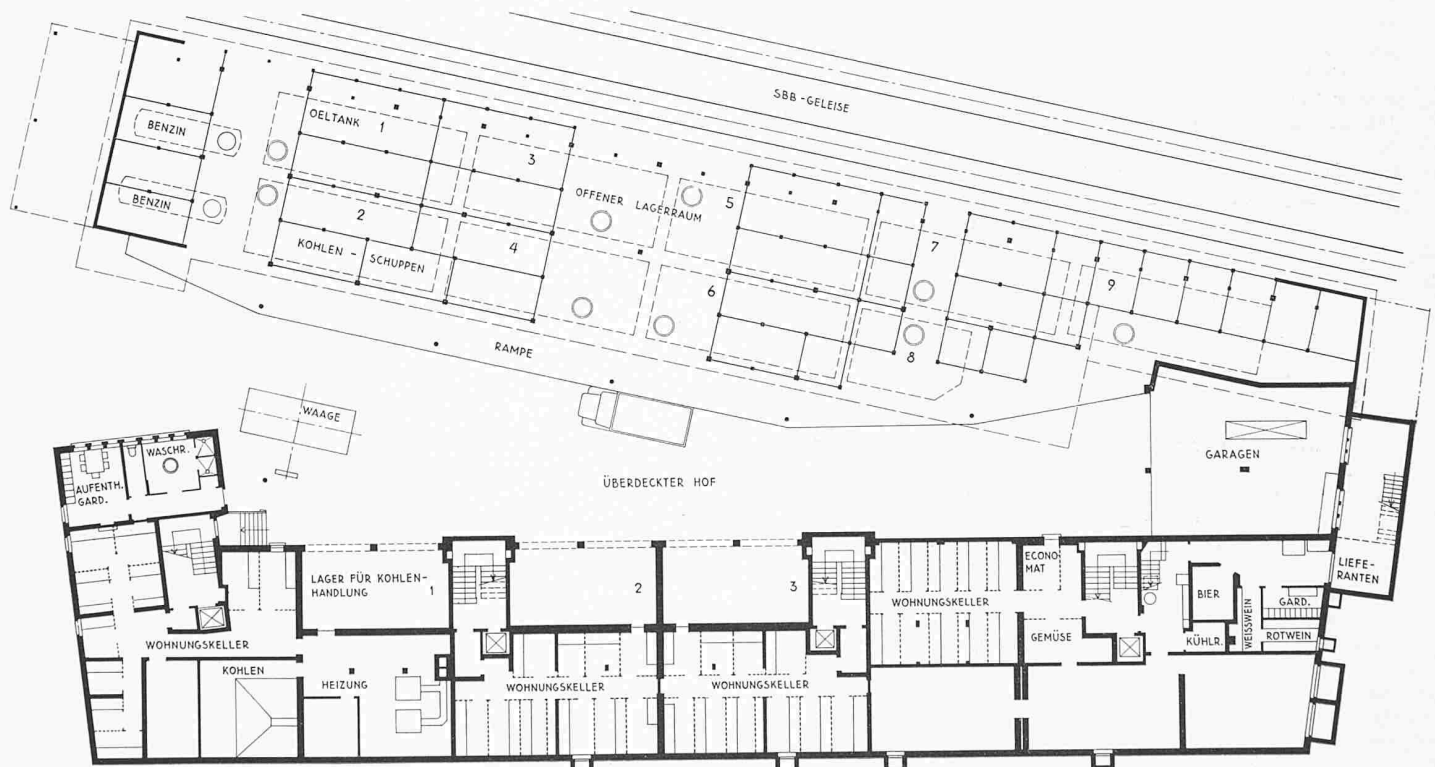 SBB-GELEISE
BENZIN
OELTANK
1
3
BENZIN
2
OFFENER LAGERRAUM
5
4
KOHLEN - SCHUPPEN
7
6
9
RAMPE
8
WAAGE
WASCHR.
AUFENTH.
GARD.
GARAGEN
ÜBERDECKTER HOF
LAGER FÜR KOHLEN-
HANDLUNG
1
2
3
WOHNUNGSKELLER
ECONO
MAT
LIEFE-
RANTEN
BIER
WEISSWEIN
GARD.
GEMÜSE
KÜHLR.
ROTWEIN
WOHNUNGSKELLER
KOHLEN
HEIZUNG
WOHNUNGSKELLER
WOHNUNGSKELLER